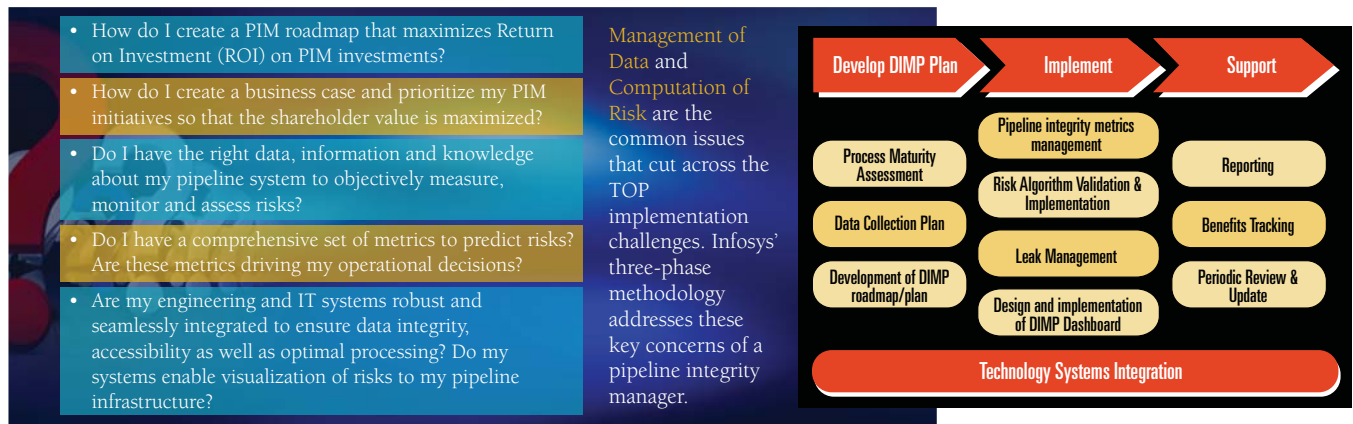 • How do I create a PIM roadmap that maximizes Return
on Investment (ROI) on PIM investments?
• How do I create a business case and prioritize my PIM
initiatives so that the shareholder value is maximized?
• Do I have the right data, information and knowledge
about my pipeline system to objectively measure,
monitor and assess risks?
• Do I have a comprehensive set of metrics to predict risks?
Are these metrics driving my operational decisions?
• Are my engineering and IT systems robust and
seamlessly integrated to ensure data integrity,
accessibility as well as optimal processing? Do my
systems enable visualization of risks to my pipeline
infrastructure?
Management of
Data and
Computation of
Risk are the
common issues
that cut across the
TOP
implementation
challenges. Infosys’
three-phase
methodology
addresses these
key concerns of a
pipeline integrity
manager.
Develop DIMP Plan
Process Maturity
Assessment
Data Collection Plan
Development of DIMP
roadmap/plan
Implement
Pipeline integrity metrics
management
Risk Algorithm Validation &
Implementation
Leak Management
Design and implementation
of DIMP Dashboard
Support
Reporting
Benefits Tracking
Periodic Review &
Update
Technology Systems Integration